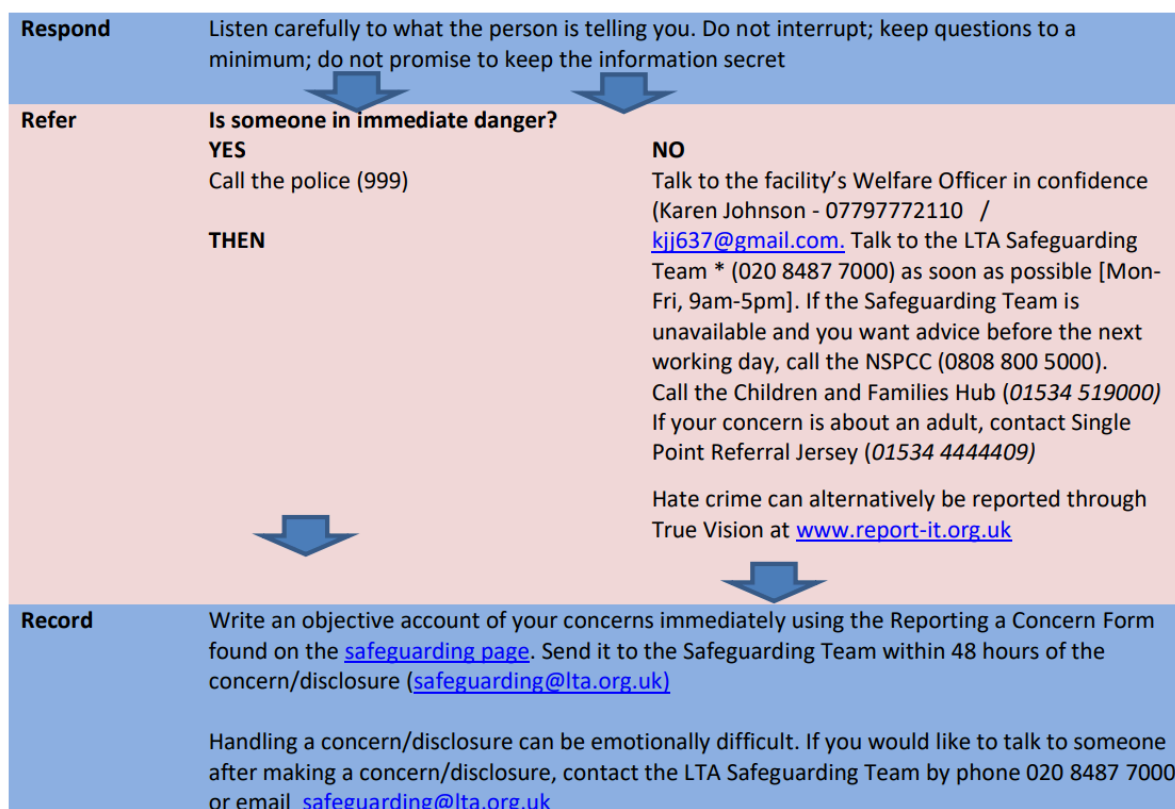 Respond
Listen carefully to what the person is telling you. Do not interrupt; keep questions to a
minimum; do not promise to keep the information secret
Refer
Is someone in immediate danger?
YES
Call the police (999)
THEN
NO
Talk to the facility's Welfare Officer in confidence
(Karen Johnson - 07797772110 /
kjj637@gmail.com. Talk to the LTA Safeguarding
Team * (020 8487 7000) as soon as possible [Mon-
Fri, 9am-5pm]. If the Safeguarding Team is
unavailable and you want advice before the next
working day, call the NSPCC (0808 800 5000).
Call the Children and Families Hub (01534 519000)
If your concern is about an adult, contact Single
Point Referral Jersey (01534 4444409)
Hate crime can alternatively be reported through
True Vision at www.report-it.org.uk
Record
Write an objective account of your concerns immediately using the Reporting a Concern Form
found on the safeguarding page. Send it to the Safeguarding Team within 48 hours of the
concern/disclosure (safeguarding@lta.org.uk)
Handling a concern/disclosure can be emotionally difficult. If you would like to talk to someone
after making a concern/disclosure, contact the LTA Safeguarding Team by phone 020 8487 7000
or email safeguarding@lta.org.uk